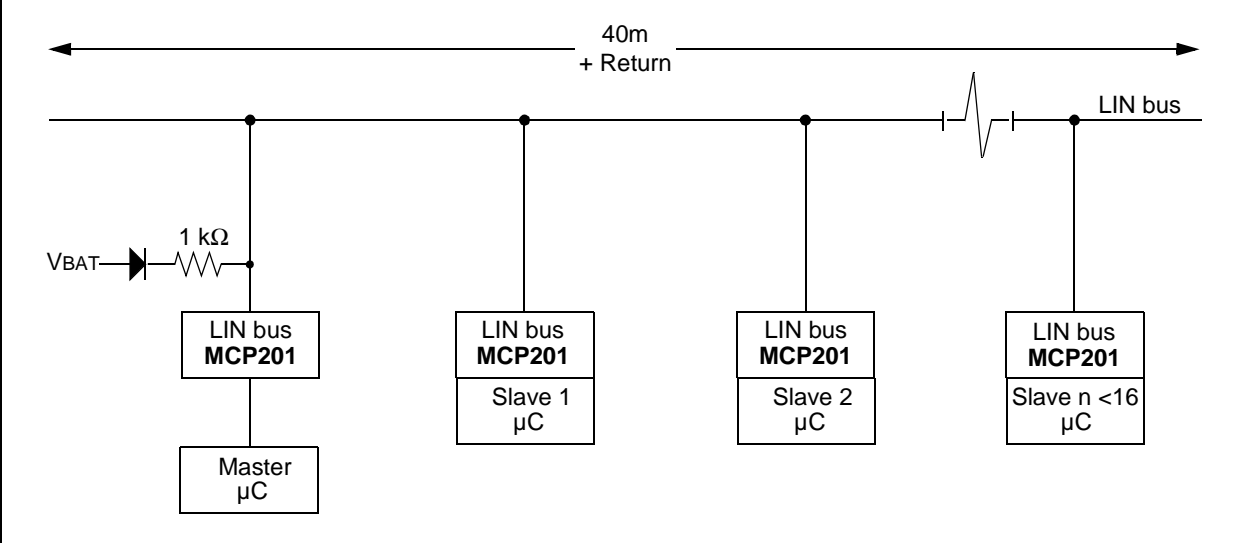 40m
+ Return
LIN bus
1 kΩ
VBAT
LIN bus
MCP201
LIN bus
MCP201
LIN bus
MCP201
LIN bus
MCP201
Slave 1
µC
Slave 2
µC
Slave n <16
µC
Master
µC